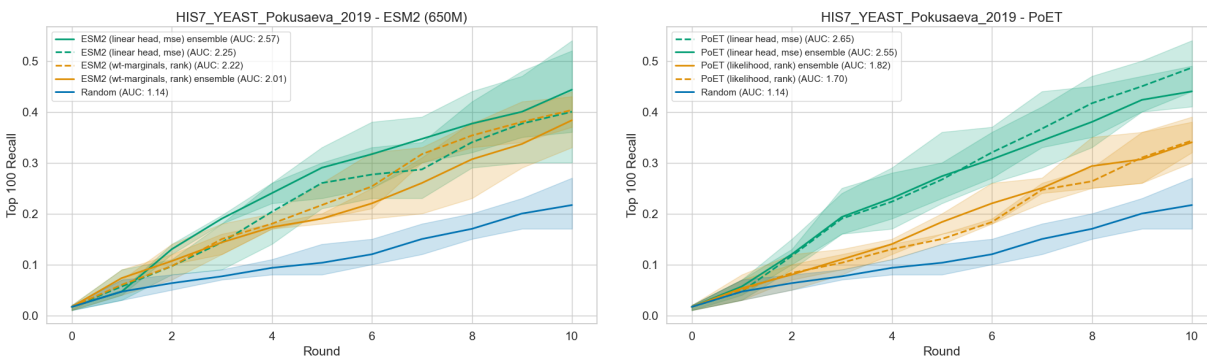 HIS7_YEAST_Pokusaeva_2019 - ESM2 (650M)
ESM2 (linear head, mse) ensemble (AUC: 2.57)
ESM2 (linear head, mse) (AUC: 2.25)
ESM2 (wt-marginals, rank) (AUC: 2.22)
ESM2 (wt-marginals, rank) ensemble (AUC: 2.01)
Random (AUC: 1.14)
Top 100 Recall
0.5
0.4
0.3
0.2
0.1
0.0
0 2 4 6 8 10
Round
HIS7_YEAST_Pokusaeva_2019 - PoET
PoET (linear head, mse) (AUC: 2.65)
PoET (linear head, mse) ensemble (AUC: 2.55)
PoET (likelihood, rank) ensemble (AUC: 1.82)
PoET (likelihood, rank) (AUC: 1.70)
Random (AUC: 1.14)
Top 100 Recall
0.5
0.4
0.3
0.2
0.1
0.0
0 2 4 6 8 10
Round